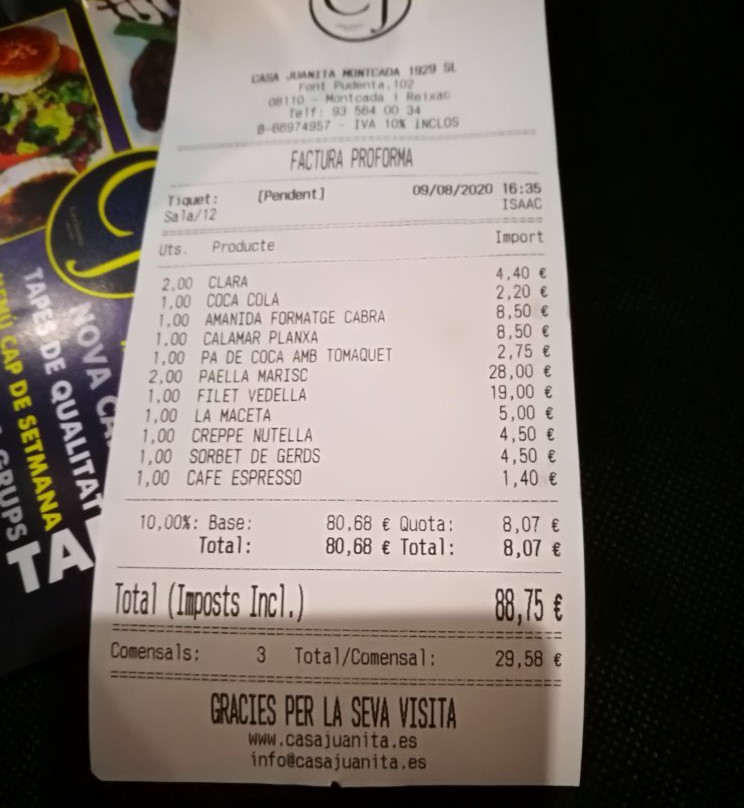 CJ
CASA JUANITA MONTCADA 1929 SL
Font Pudenta, 102
08110 - Montcada i Reixac
Telf: 93 564 00 34
B-66974957 - IVA 10% INCLOS
FACTURA PROFORMA
Tiquet: [Pendent] 09/08/2020 16:35
Sala/12 ISAAC
Uts. Producte Import
2,00 CLARA 4,40 €
1,00 COCA COLA 2,20 €
1,00 AMANIDA FORMATGE CABRA 8,50 €
1,00 CALAMAR PLANXA 8,50 €
1,00 PA DE COCA AMB TOMAQUET 2,75 €
2,00 PAELLA MARISC 28,00 €
1,00 FILET VEDELLA 19,00 €
1,00 LA MACETA 5,00 €
1,00 CREPPE NUTELLA 4,50 €
1,00 SORBET DE GERDS 4,50 €
1,00 CAFE ESPRESSO 1,40 €
10,00%: Base: 80,68 € Quota: 8,07 €
Total: 80,68 € Total: 8,07 €
Total (Imposts Incl.) 88,75 €
Comensals: 3 Total/Comensal: 29,58 €
GRACIES PER LA SEVA VISITA
www.casajuanita.es
info@casajuanita.es
NOVA CA
TAPES DE QUALITAT
MENÚ CAP DE SETMANA
GRUPS
TA